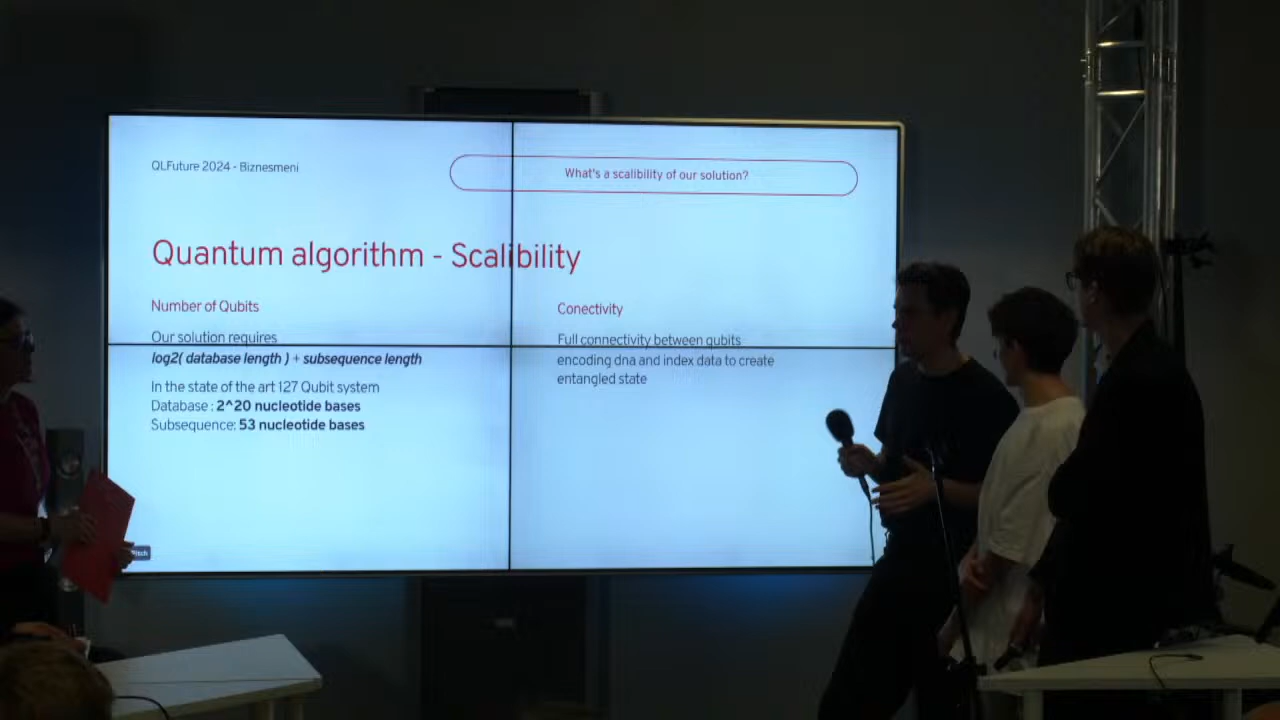 QLFuture 2024 - Biznesmeni
What's a scalibility of our solution?
Quantum algorithm - Scalibility
Number of Qubits
Our solution requires
log2( database length ) + subsequence length
In the state of the art 127 Qubit system
Database : 2^20 nucleotide bases
Subsequence: 53 nucleotide bases
Conectivity
Full connectivity between qubits
encoding dna and index data to create
entangled state